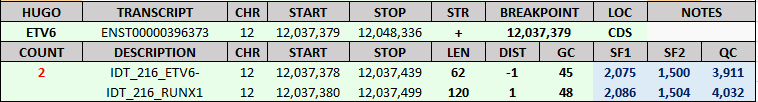 HUGO TRANSCRIPT CHR START STOP STR BREAKPOINT LOC NOTES
ETV6 ENST00000396373 12 12,037,379 12,048,336 + 12,037,379 CDS
COUNT DESCRIPTION CHR START STOP LEN DIST GC SF1 SF2 QC
2 IDT_216_ETV6- 12 12,037,378 12,037,439 62 -1 45 2,075 1,500 3,911
IDT_216_RUNX1 12 12,037,380 12,037,499 120 1 48 2,086 1,504 4,032